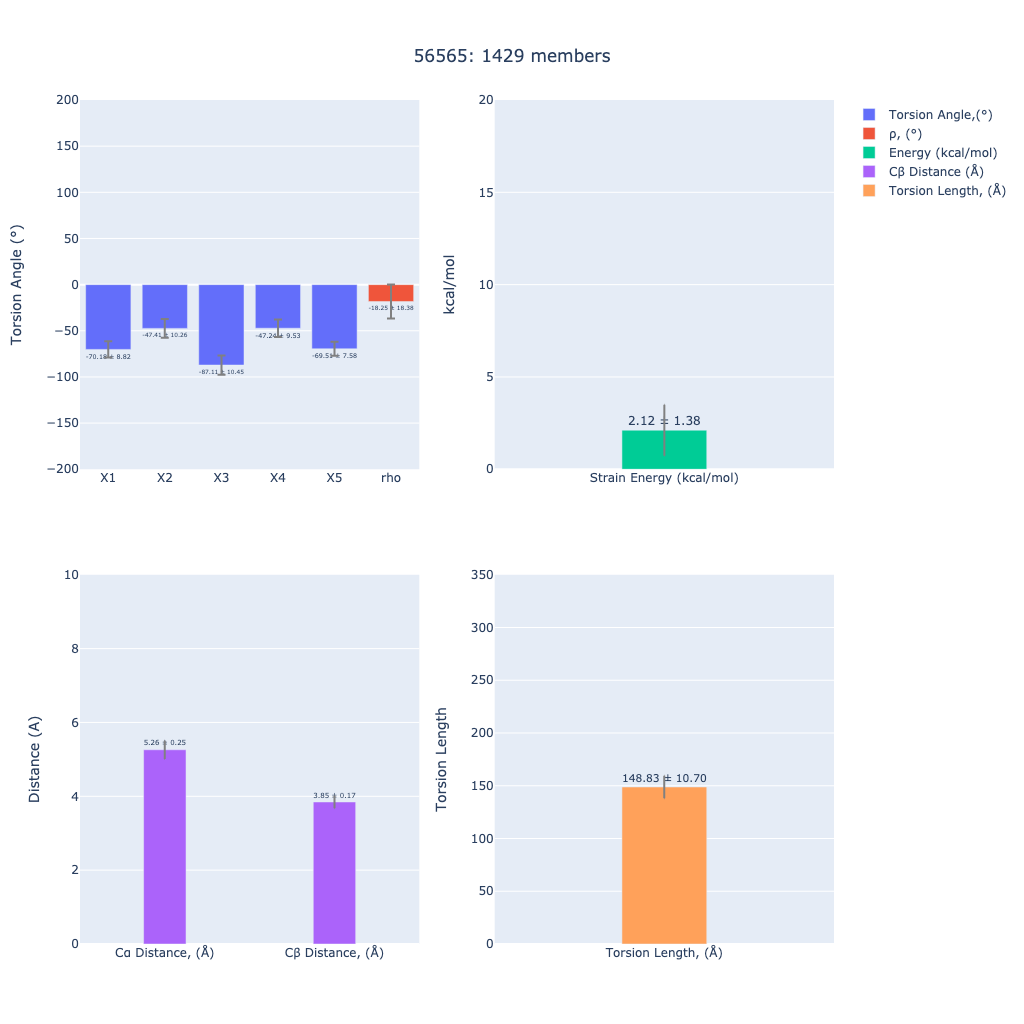 56565: 1429 members
Torsion Angle (°)
200
150
100
50
0
−50
−100
−150
−200
-70.18 ± 8.82
-47.41 ± 10.26
-87.11 ± 10.45
-47.24 ± 9.53
-69.51 ± 7.58
-18.25 ± 18.38
X1 X2 X3 X4 X5 rho
kcal/mol
20
15
10
5
0
2.12 ± 1.38
Strain Energy (kcal/mol)
Torsion Angle,(°)
ρ, (°)
Energy (kcal/mol)
Cβ Distance (Å)
Torsion Length, (Å)
Distance (A)
10
8
6
4
2
0
5.26 ± 0.25
3.85 ± 0.17
Cα Distance, (Å) Cβ Distance, (Å)
Torsion Length
350
300
250
200
150
100
50
0
148.83 ± 10.70
Torsion Length, (Å)